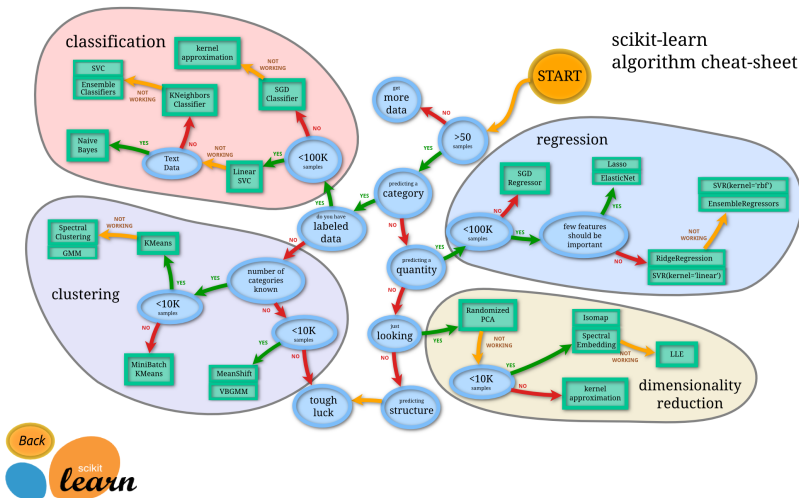 scikit-learn
algorithm cheat-sheet
START
classification
kernel
approximation
SVC
Ensemble
Classifiers
NOT
WORKING
KNeighbors
Classifier
NOT
WORKING
SGD
Classifier
get
more
data
NO
>50
samples
YES
NO
NO
Naive
Bayes
YES
Text
Data
NOT
WORKING
Linear
SVC
YES
<100K
samples
YES
predicting a
category
YES
do you have
labeled
data
NO
NO
regression
SGD
Regressor
NO
Lasso
ElasticNet
YES
SVR(kernel='rbf')
EnsembleRegressors
<100K
samples
YES
few features
should be
important
NOT
WORKING
NO
RidgeRegression
SVR(kernel='linear')
predicting a
quantity
YES
NO
clustering
Spectral
Clustering
GMM
NOT
WORKING
KMeans
YES
number of
categories
known
YES
NO
<10K
samples
NO
MiniBatch
KMeans
<10K
samples
YES
NO
MeanShift
VBGMM
just
looking
YES
NO
Randomized
PCA
NOT
WORKING
Isomap
Spectral
Embedding
YES
NOT
WORKING
LLE
<10K
samples
NO
kernel
approximation
dimensionality
reduction
tough
luck
predicting
structure
Back
scikit
learn